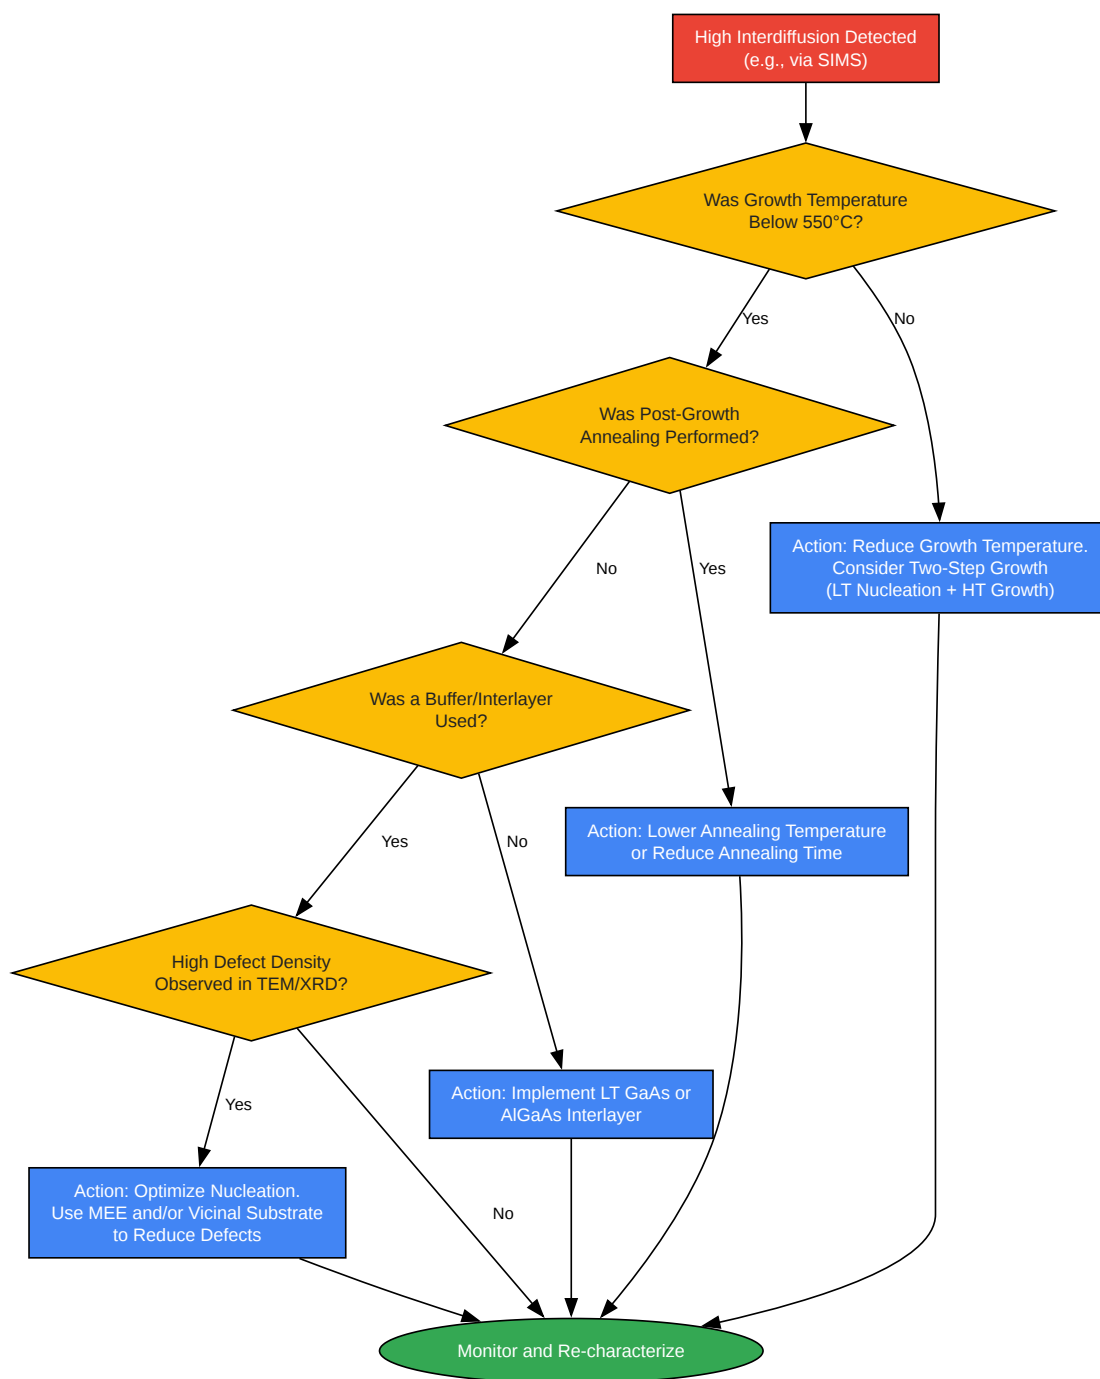 High Interdiffusion Detected
(e.g., via SIMS)
Was Growth Temperature
Below 550°C?
Yes
No
Was Post-Growth
Annealing Performed?
Action: Reduce Growth Temperature.
Consider Two-Step Growth
(LT Nucleation + HT Growth)
No
Yes
Was a Buffer/Interlayer
Used?
Action: Lower Annealing Temperature
or Reduce Annealing Time
Yes
No
High Defect Density
Observed in TEM/XRD?
Action: Implement LT GaAs or
AlGaAs Interlayer
Yes
No
Action: Optimize Nucleation.
Use MEE and/or Vicinal Substrate
to Reduce Defects
Monitor and Re-characterize